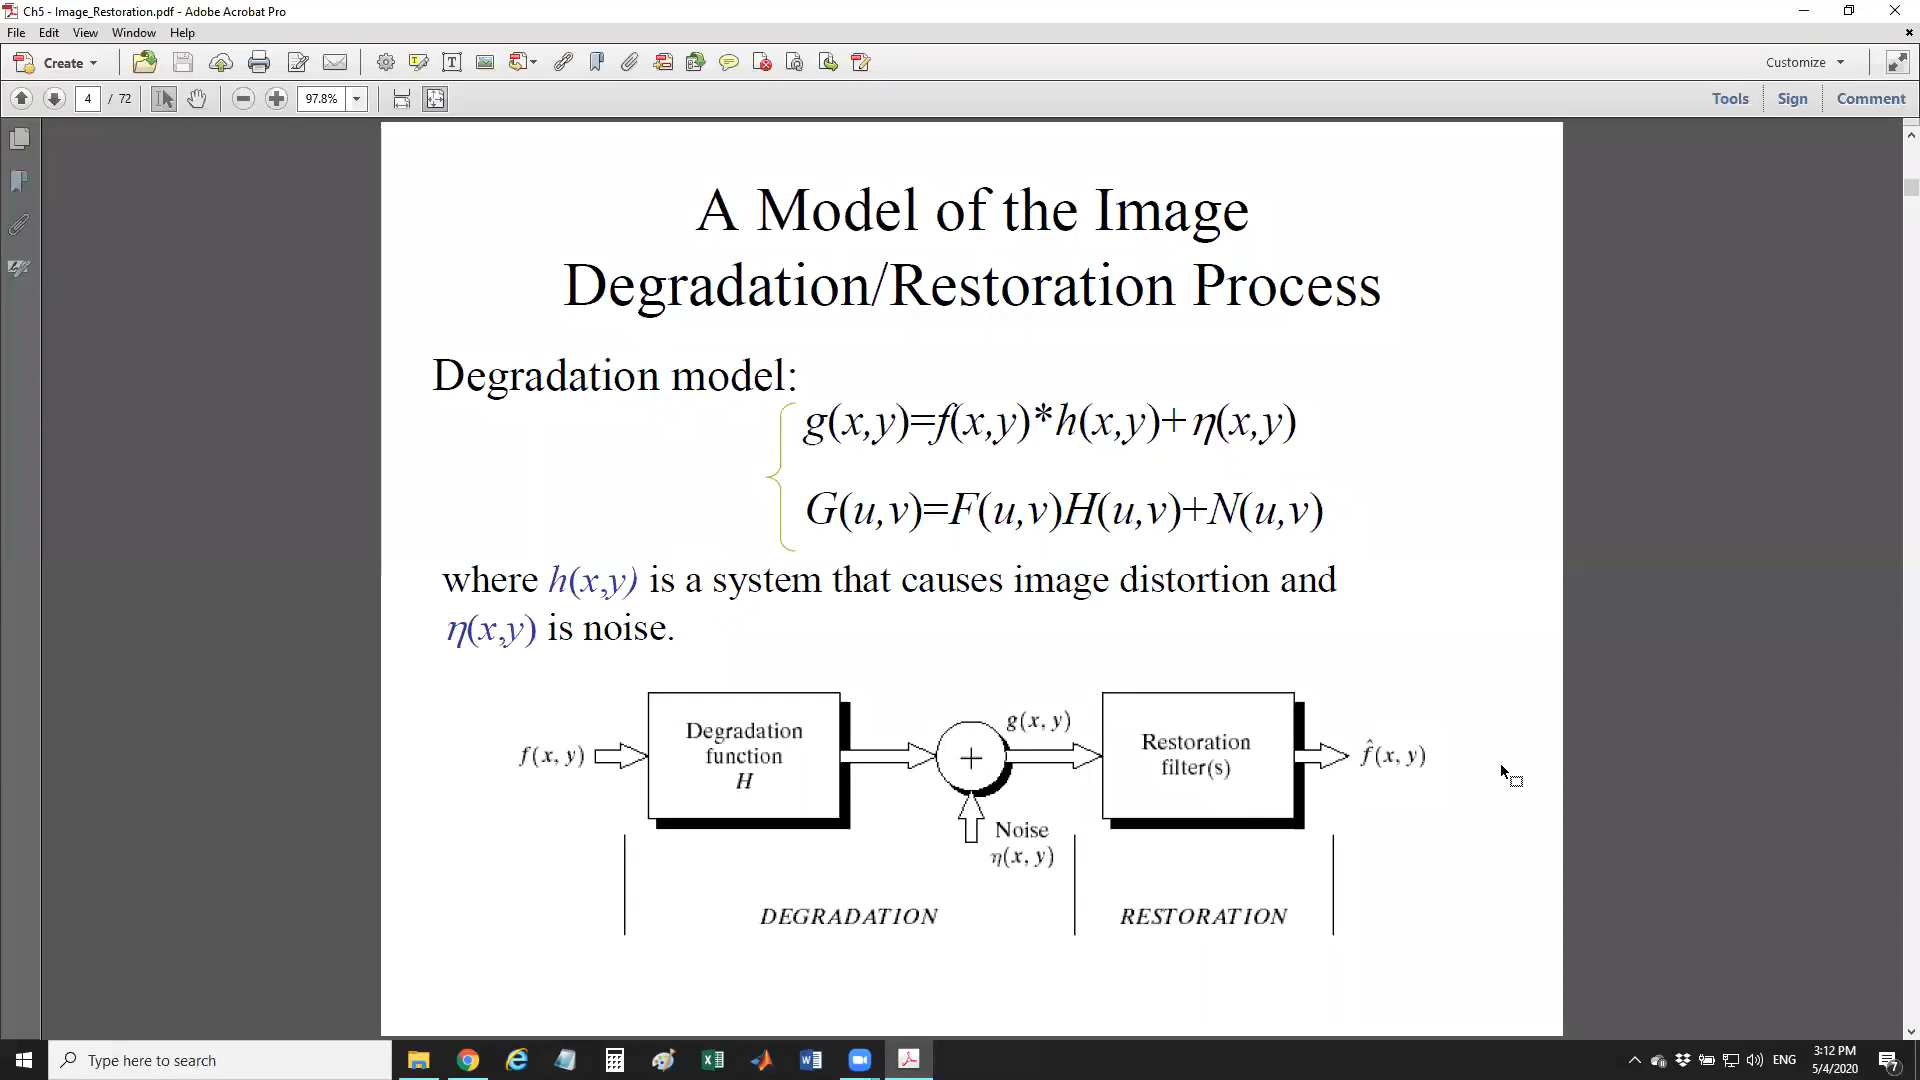 Ch5 - Image_Restoration.pdf - Adobe Acrobat Pro
File Edit View Window Help
Create
Customize
4 / 72
97.8%
Tools Sign Comment
A Model of the Image
Degradation/Restoration Process
Degradation model:
g(x,y)=f(x,y)*h(x,y)+η(x,y)
G(u,v)=F(u,v)H(u,v)+N(u,v)
where h(x,y) is a system that causes image distortion and
η(x,y) is noise.
f(x, y)
Degradation
function
H
+
g(x, y)
Noise
η(x, y)
Restoration
filter(s)
f̂(x, y)
DEGRADATION
RESTORATION
Type here to search
ENG
3:12 PM
5/4/2020
7